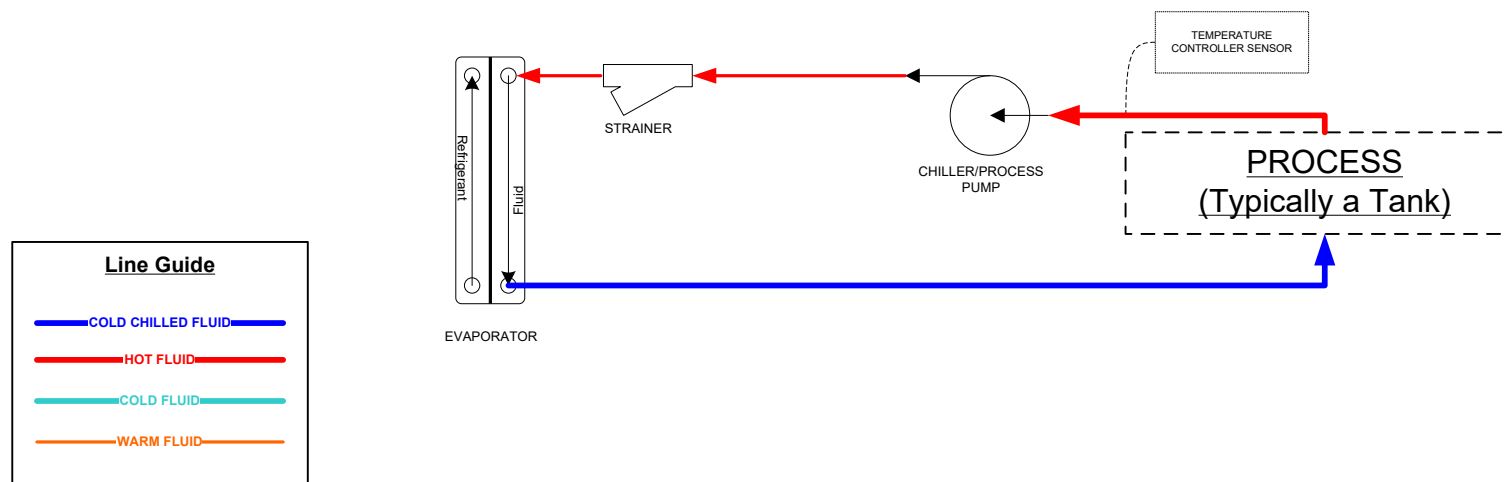 TEMPERATURE
CONTROLLER SENSOR
STRAINER
CHILLER/PROCESS
PUMP
PROCESS
(Typically a Tank)
Refrigerant
Fluid
EVAPORATOR
Line Guide
COLD CHILLED FLUID
HOT FLUID
COLD FLUID
WARM FLUID